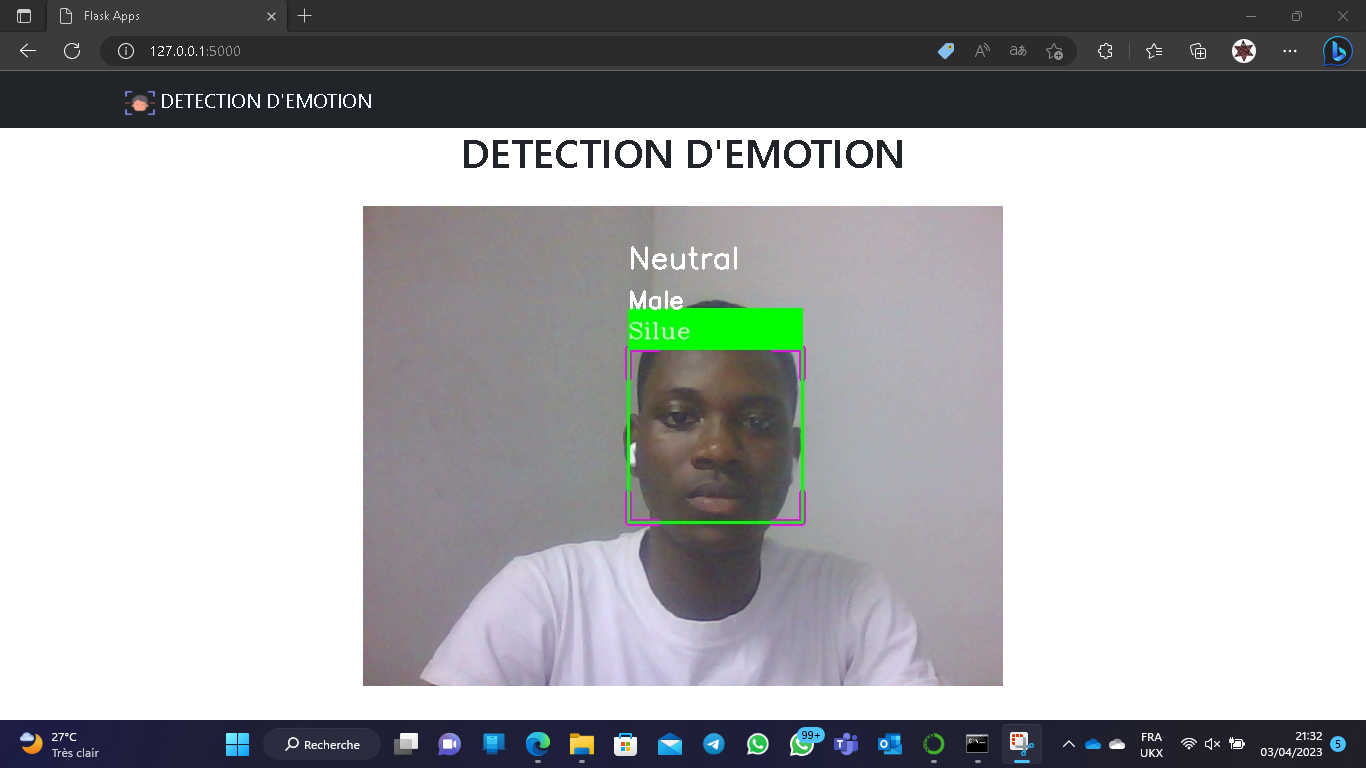 Flask Apps
127.0.0.1:5000
DETECTION D'EMOTION
DETECTION D'EMOTION
Neutral
Male
Silue
27°C
Très clair
Recherche
99+
FRA
UKX
21:32
03/04/2023
5